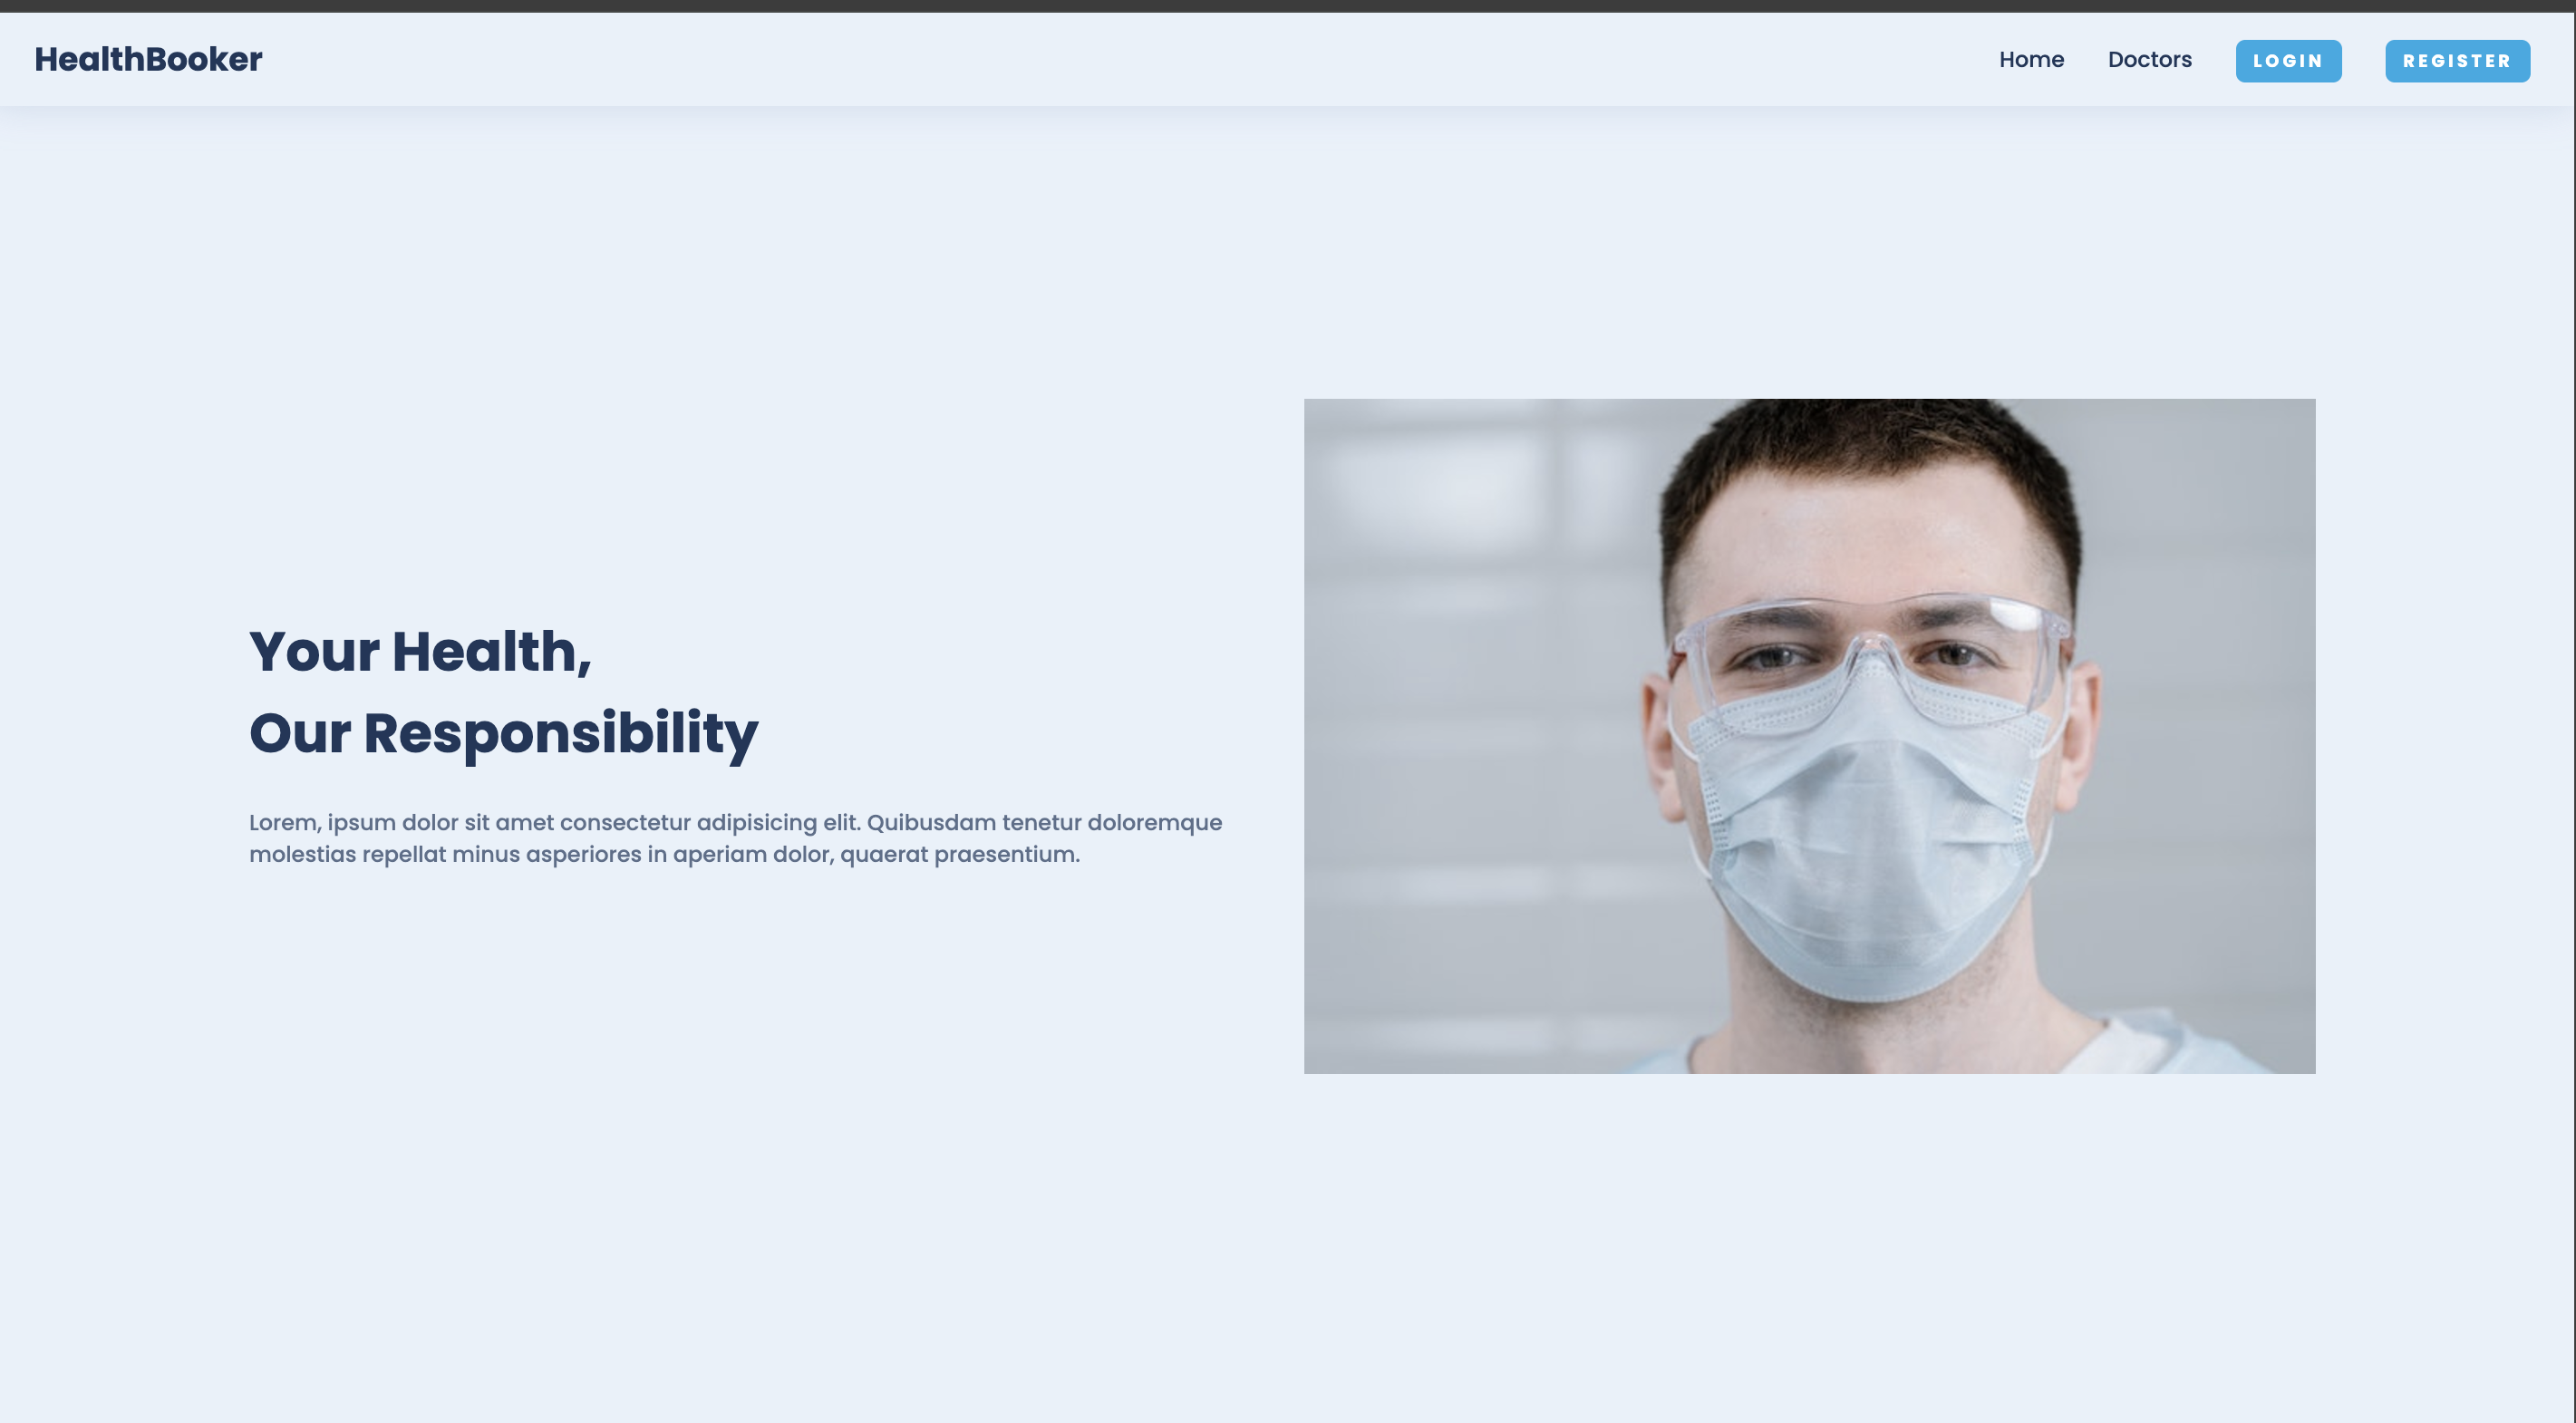 HealthBooker
Home Doctors LOGIN REGISTER
Your Health,
Our Responsibility
Lorem, ipsum dolor sit amet consectetur adipisicing elit. Quibusdam tenetur doloremque
molestias repellat minus asperiores in aperiam dolor, quaerat praesentium.